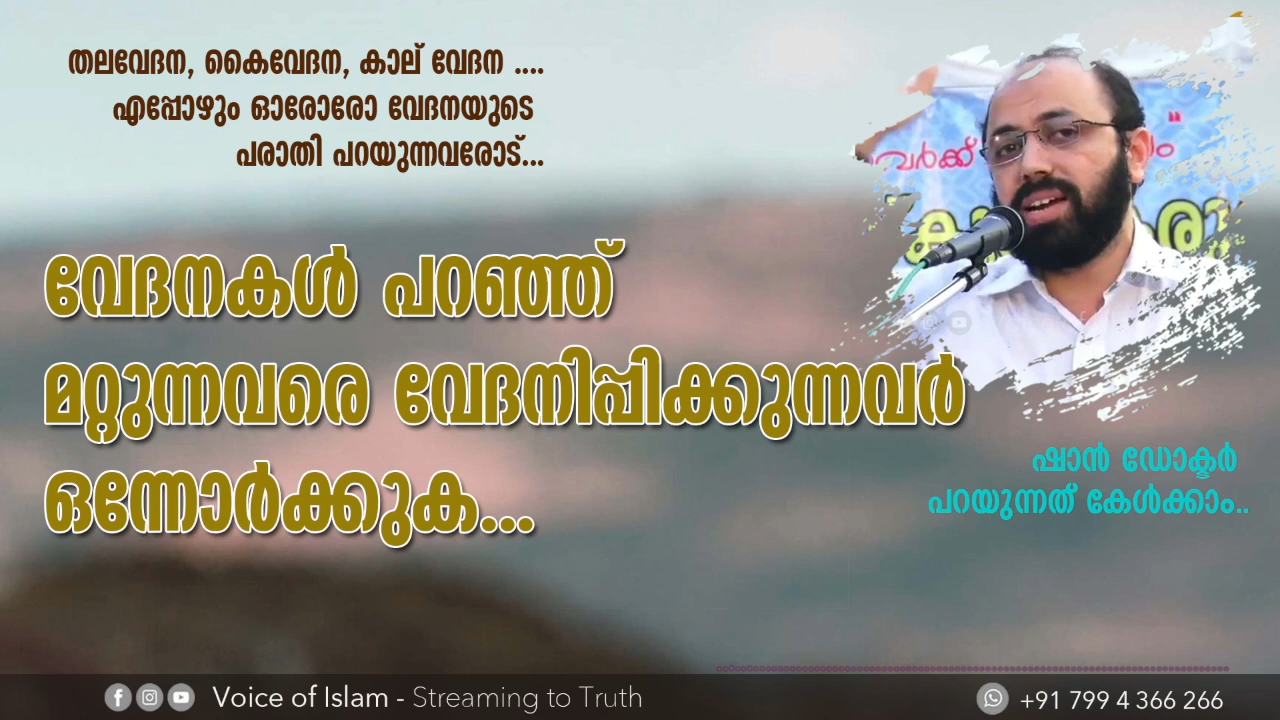 തലവേദന, കൈവേദന, കാല് വേദന ....
എപ്പോഴും ഓരോരോ വേദനയുടെ
പരാതി പറയുന്നവരോട്...
വേദനകൾ പറഞ്ഞ്
മറ്റുന്നവരെ വേദനിപ്പിക്കുന്നവർ
ഒന്നോർക്കുക...
ഷാൻ ഡോക്ടർ
പറയുന്നത് കേൾക്കാം..
Voice of Islam - Streaming to Truth
+91 799 4 366 266